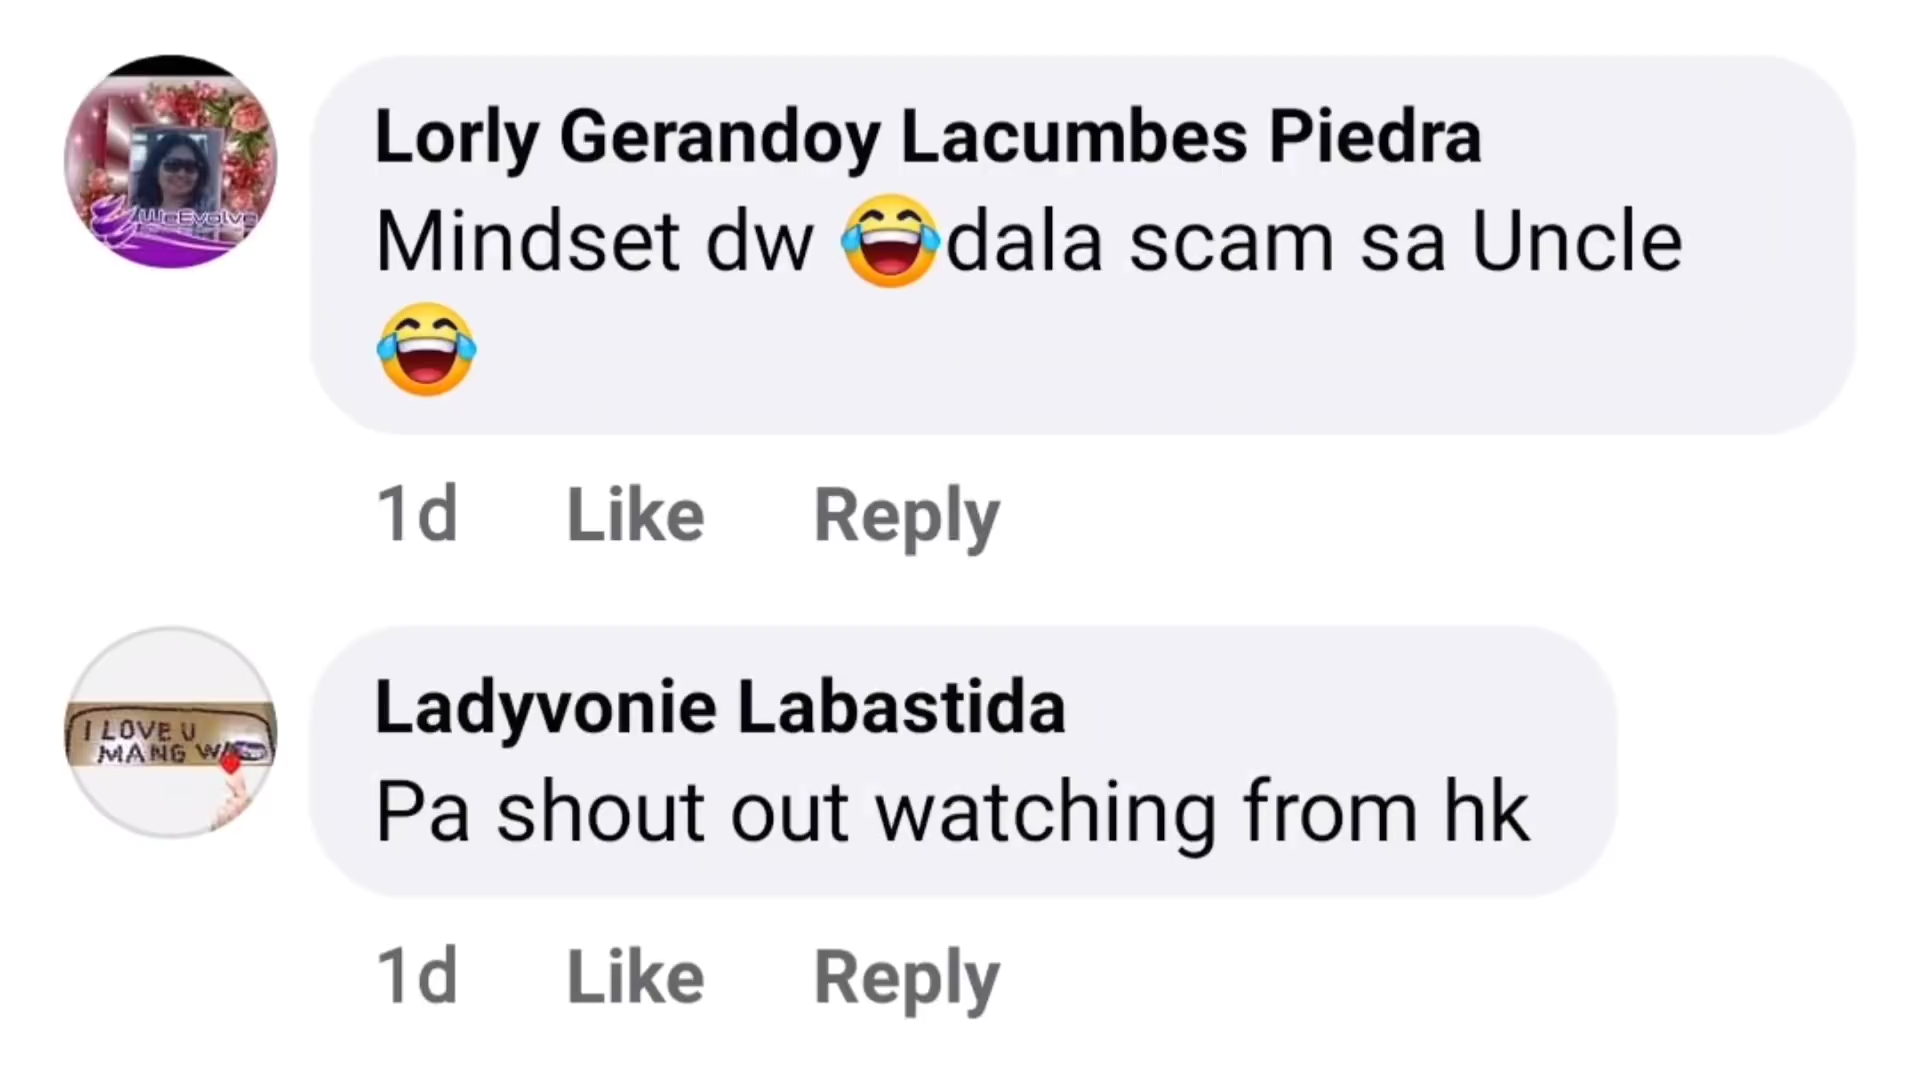 WeEvolve
Lorly Gerandoy Lacumbes Piedra
Mindset dw 😂dala scam sa Uncle
😂
1d Like Reply
I LOVE U
MANG
Ladyvonie Labastida
Pa shout out watching from hk
1d Like Reply